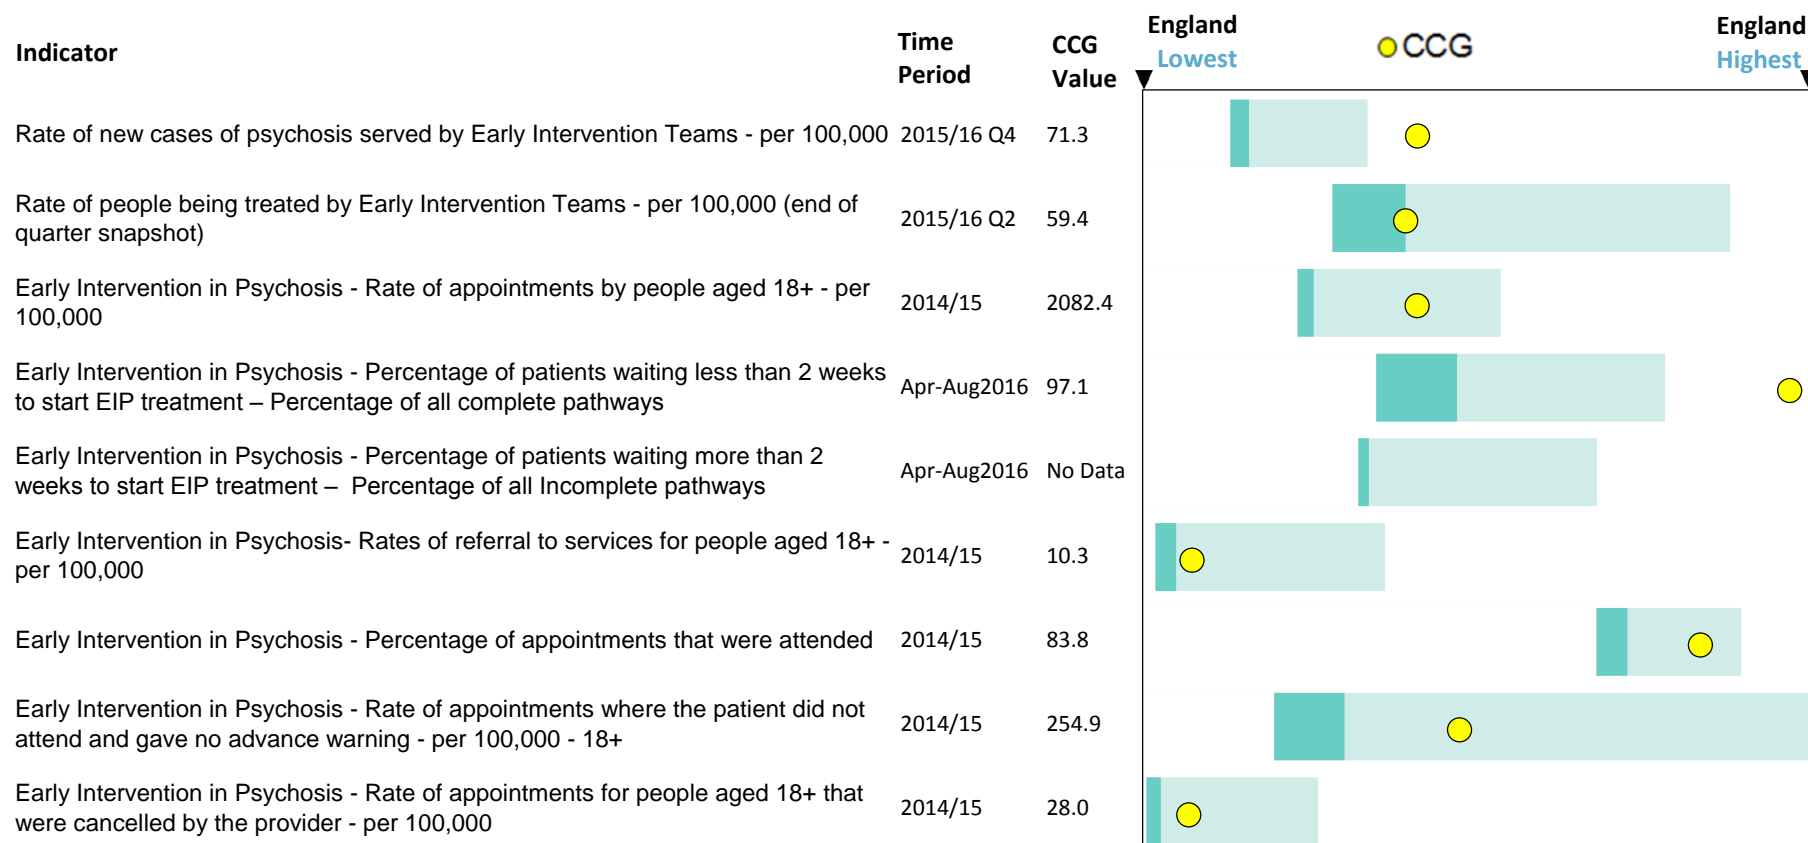 Indicator
Time
Period
CCG
Value
England
Lowest
CCG
England
Highest
Rate of new cases of psychosis served by Early Intervention Teams - per 100,000 2015/16 Q4 71.3
Rate of people being treated by Early Intervention Teams - per 100,000 (end of
quarter snapshot)
2015/16 Q2 59.4
Early Intervention in Psychosis - Rate of appointments by people aged 18+ - per
100,000
2014/15 2082.4
Early Intervention in Psychosis - Percentage of patients waiting less than 2 weeks
to start EIP treatment – Percentage of all complete pathways
Apr-Aug2016 97.1
Early Intervention in Psychosis - Percentage of patients waiting more than 2
weeks to start EIP treatment – Percentage of all Incomplete pathways
Apr-Aug2016 No Data
Early Intervention in Psychosis- Rates of referral to services for people aged 18+ -
per 100,000
2014/15 10.3
Early Intervention in Psychosis - Percentage of appointments that were attended 2014/15 83.8
Early Intervention in Psychosis - Rate of appointments where the patient did not
attend and gave no advance warning - per 100,000 - 18+
2014/15 254.9
Early Intervention in Psychosis - Rate of appointments for people aged 18+ that
were cancelled by the provider - per 100,000
2014/15 28.0